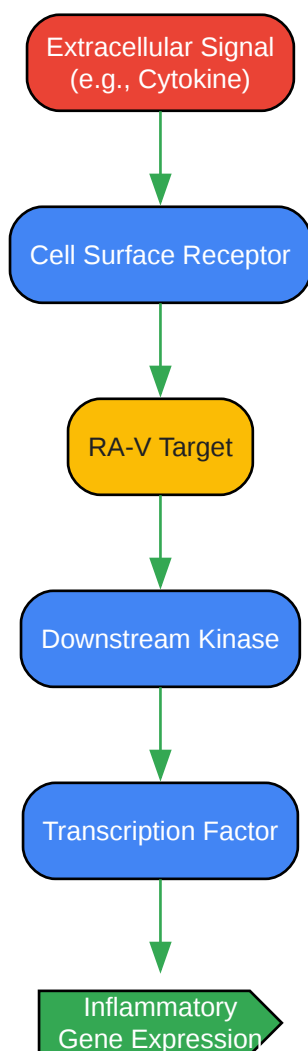 Extracellular Signal
(e.g., Cytokine)
Cell Surface Receptor
RA-V Target
Downstream Kinase
Transcription Factor
Inflammatory
Gene Expression